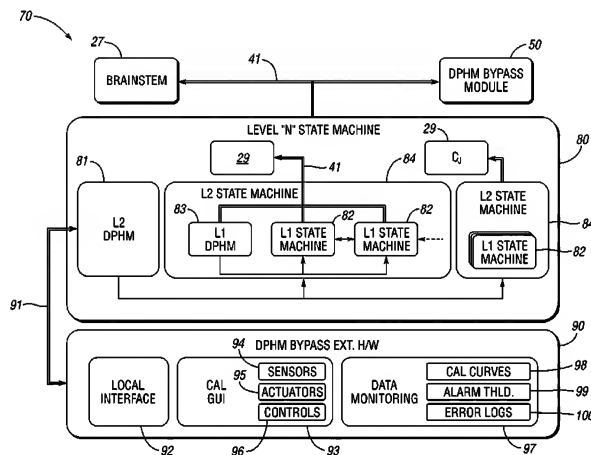 70
27
BRAINSTEM
41
50
DPHM BYPASS
MODULE
LEVEL "N" STATE MACHINE
81
29
41
84
29
CJ
80
L2
DPHM
L2 STATE MACHINE
83
L1
DPHM
82
L1 STATE
MACHINE
82
L1 STATE
MACHINE
L2 STATE
MACHINE
84
L1 STATE
MACHINE
82
91
DPHM BYPASS EXT. H/W
90
LOCAL
INTERFACE
92
CAL
GUI
94
SENSORS
95
ACTUATORS
CONTROLS
96
93
DATA
MONITORING
CAL CURVES
98
ALARM THLD.
99
ERROR LOGS
100
97